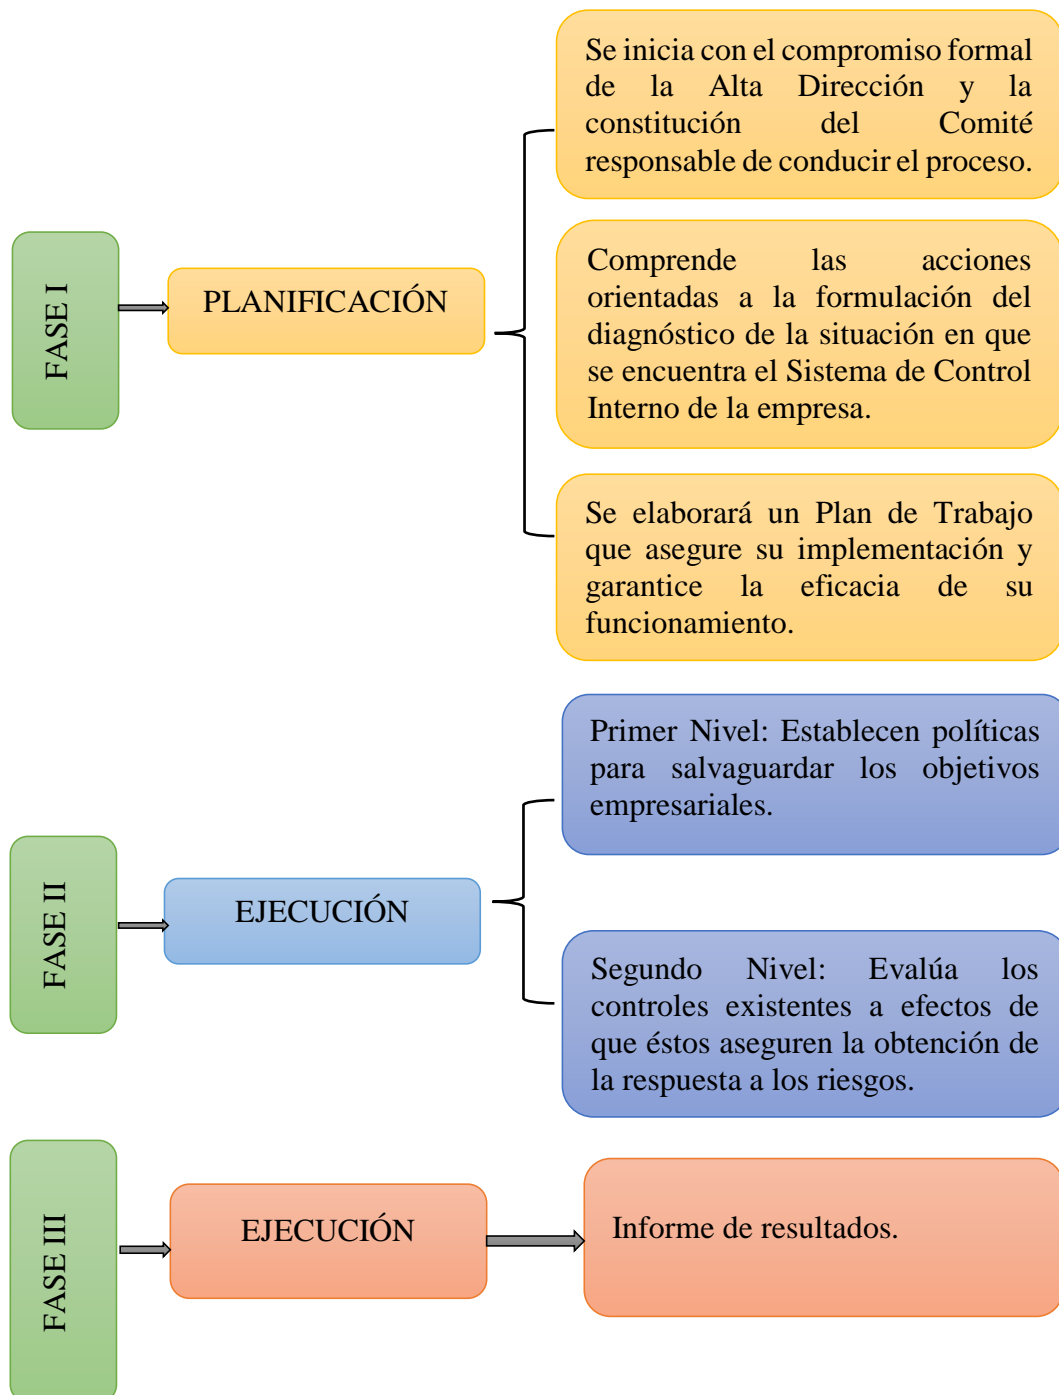 FASE I
PLANIFICACIÓN
Se inicia con el compromiso formal
de la Alta Dirección y la
constitución del Comité
responsable de conducir el proceso.
Comprende las acciones
orientadas a la formulación del
diagnóstico de la situación en que
se encuentra el Sistema de Control
Interno de la empresa.
Se elaborará un Plan de Trabajo
que asegure su implementación y
garantice la eficacia de su
funcionamiento.
FASE II
EJECUCIÓN
Primer Nivel: Establecen políticas
para salvaguardar los objetivos
empresariales.
Segundo Nivel: Evalúa los
controles existentes a efectos de
que éstos aseguren la obtención de
la respuesta a los riesgos.
FASE III
EJECUCIÓN
Informe de resultados.